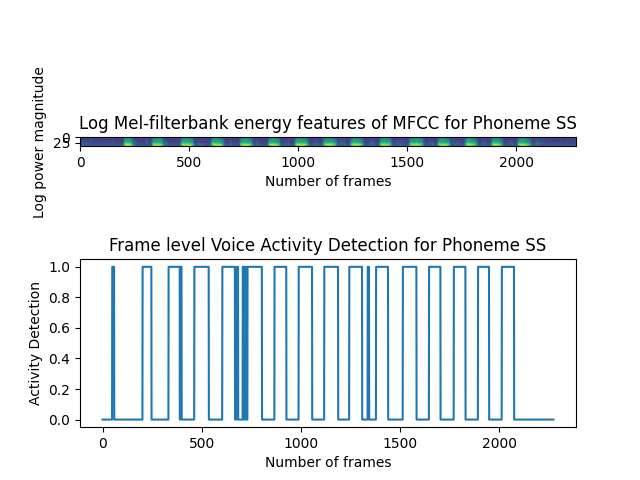 Log Mel-filterbank energy features of MFCC for Phoneme SS
Log power magnitude
0
25
0 500 1000 1500 2000
Number of frames
Frame level Voice Activity Detection for Phoneme SS
Activity Detection
1.0
0.8
0.6
0.4
0.2
0.0
0 500 1000 1500 2000
Number of frames